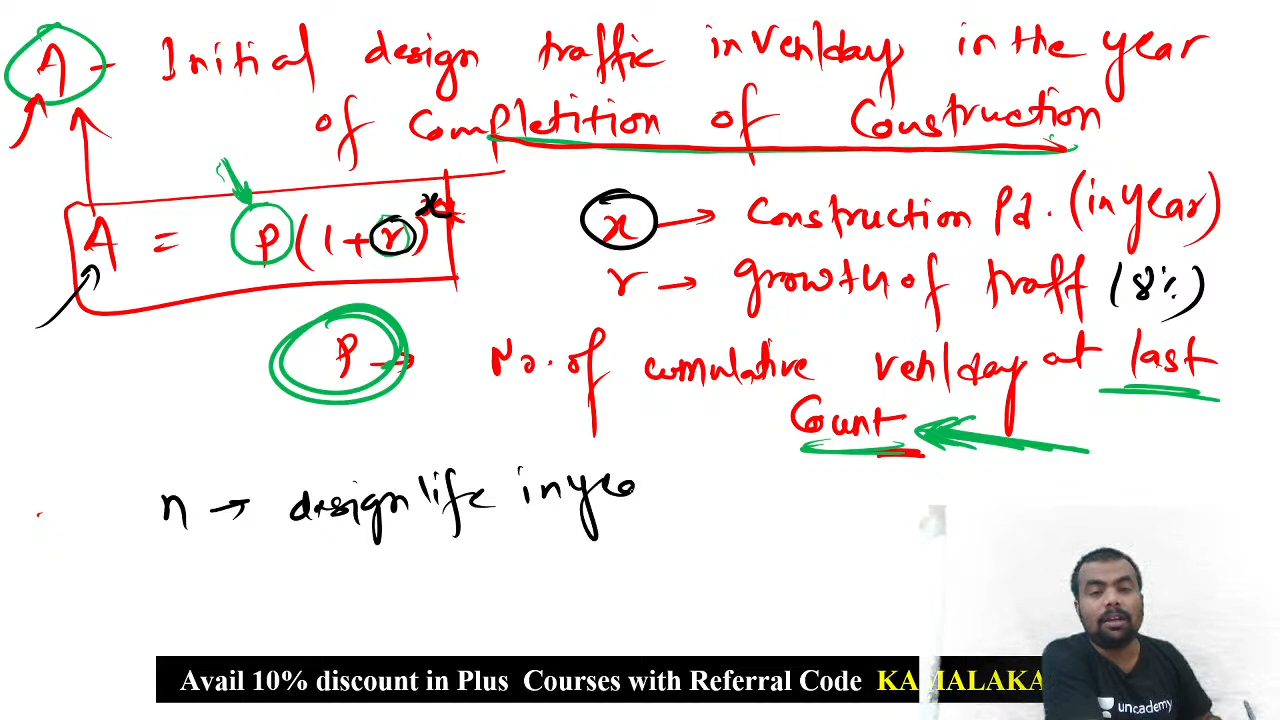 A - Initial design traffic in Veh/day in the year
of Completition of Construction
A = P(1+r)^x
x → Construction Pd. (in year)
r → growth of traff (8%)
P → No. of cumulative veh/day at last
Count
n → design life in yea
Avail 10% discount in Plus Courses with Referral Code KAMALAKA
unacademy